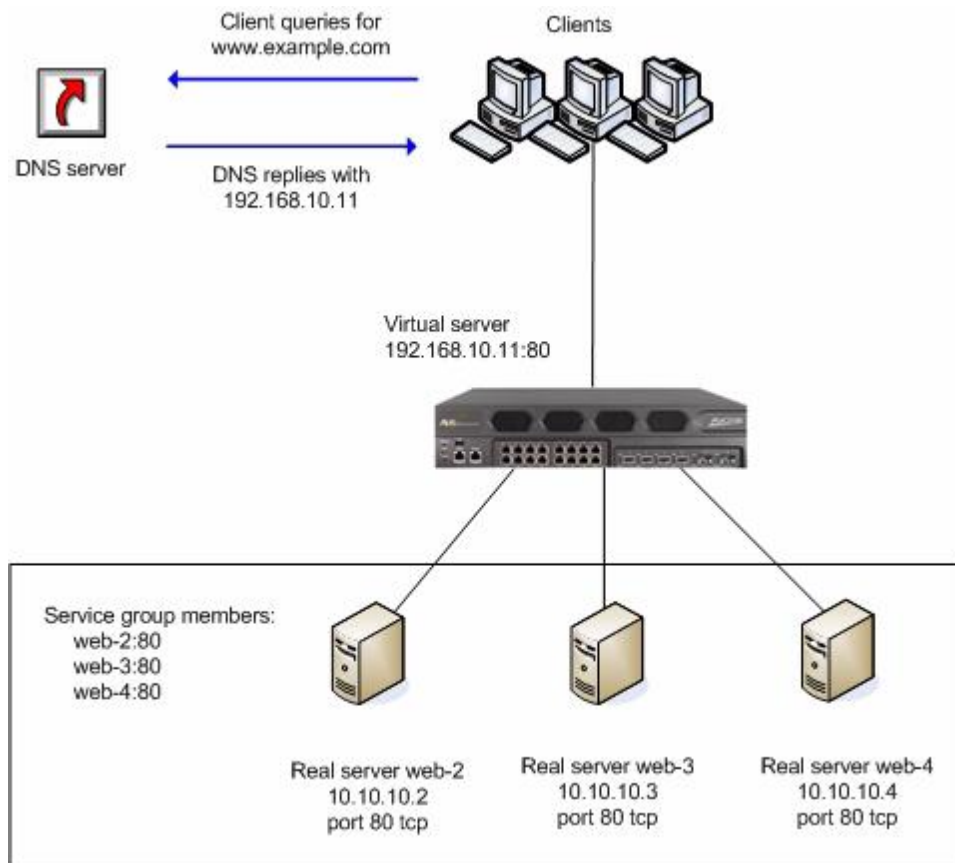 Client queries for
www.example.com
Clients
DNS server
DNS replies with
192.168.10.11
Virtual server
192.168.10.11:80
Service group members:
web-2:80
web-3:80
web-4:80
Real server web-2
10.10.10.2
port 80 tcp
Real server web-3
10.10.10.3
port 80 tcp
Real server web-4
10.10.10.4
port 80 tcp